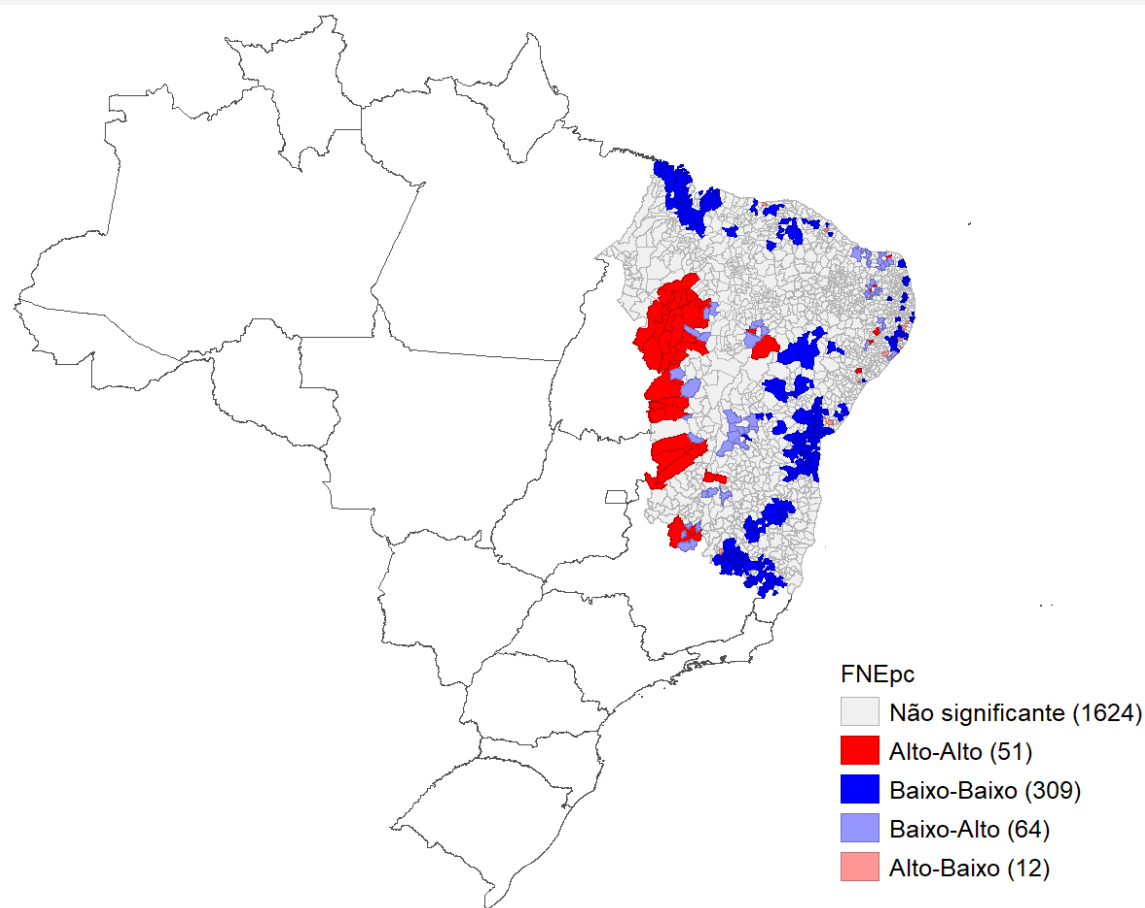 FNEpc
Não significante (1624)
Alto-Alto (51)
Baixo-Baixo (309)
Baixo-Alto (64)
Alto-Baixo (12)